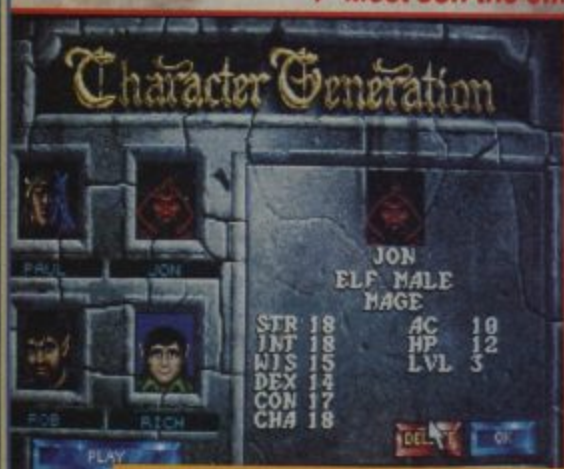 Character Generation
PAUL JON
JON
ELF MALE
MAGE
STR 18 AC 10
INT 18 HP 12
WIS 15 LVL 3
DEX 14
CON 17
CHA 18
ROB RICH
OK
PLAY